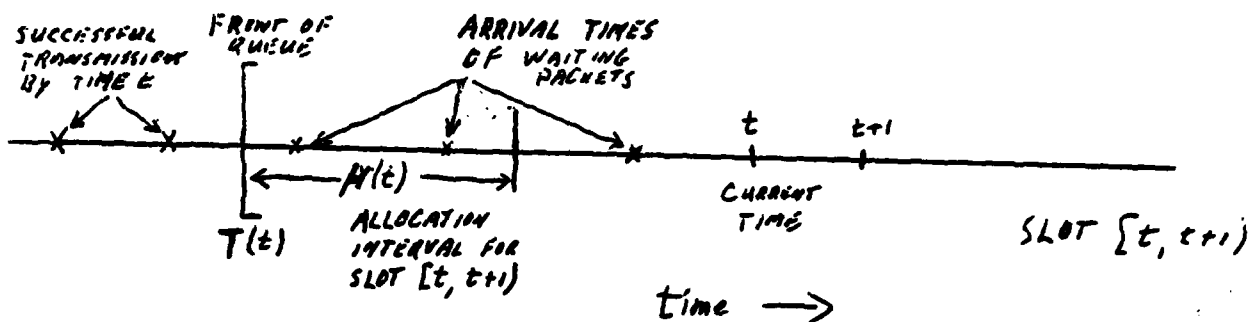 SUCCESSFUL
TRANSMISSIONS
BY TIME t
FRONT OF
QUEUE
ARRIVAL TIMES
OF WAITING
PACKETS
t
t+1
T(t)
ALLOCATION
INTERVAL FOR
SLOT [t, t+1)
CURRENT
TIME
SLOT [t, t+1)
time